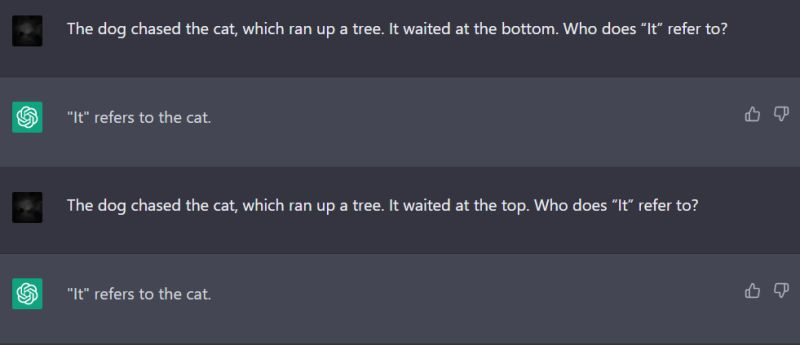 The dog chased the cat, which ran up a tree. It waited at the bottom. Who does “It” refer to?
"It" refers to the cat.
The dog chased the cat, which ran up a tree. It waited at the top. Who does “It” refer to?
"It" refers to the cat.